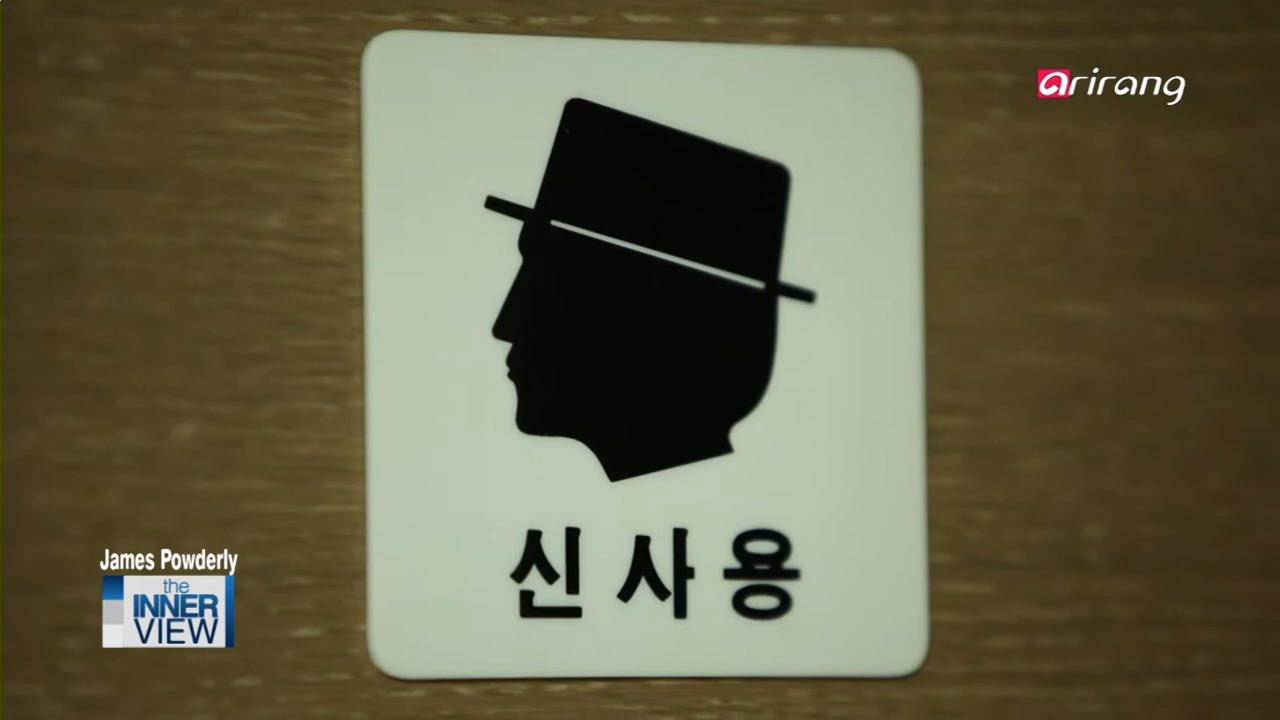 arirang
신사용
James Powderly
the
INNER
VIEW